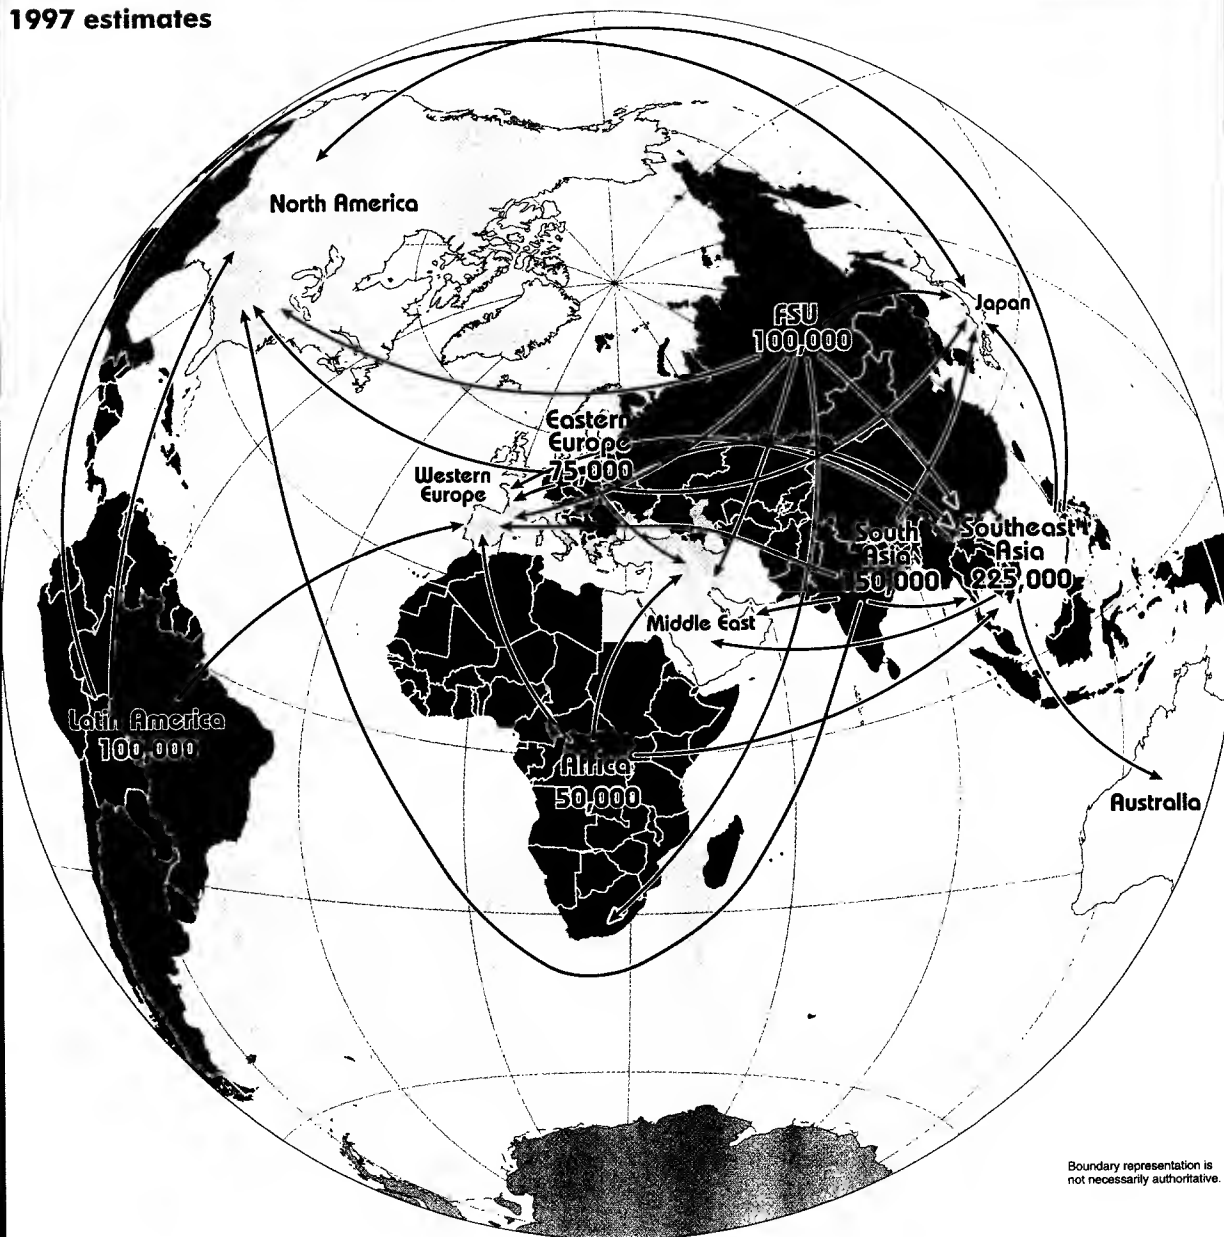 1997 estimates
North America
Japan
FSU
100,000
Eastern
Europe
75,000
Western
Europe
South
Asia
150,000
Southeast
Asia
225,000
Middle East
Latin America
100,000
Africa
50,000
Australia
Boundary representation is
not necessarily authoritative.